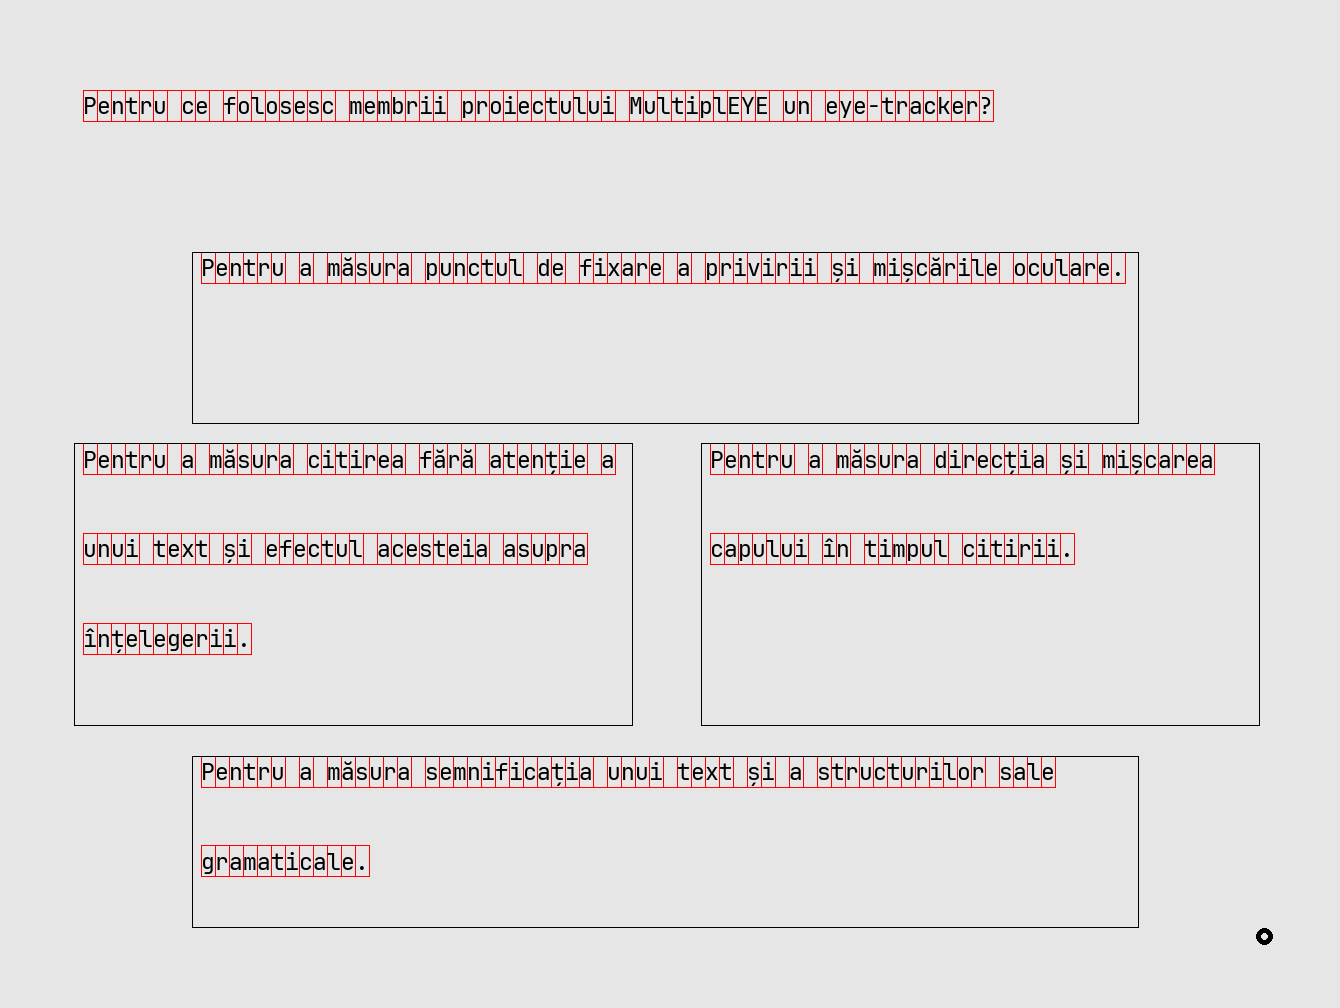 Pentru ce folosesc membrii proiectului MultiplEYE un eye-tracker?
Pentru a măsura punctul de fixare a privirii și mișcările oculare.
Pentru a măsura citirea fără atenție a
unui text și efectul acesteia asupra
înțelegerii.
Pentru a măsura direcția și mișcarea
capului în timpul citirii.
Pentru a măsura semnificația unui text și a structurilor sale
gramaticale.